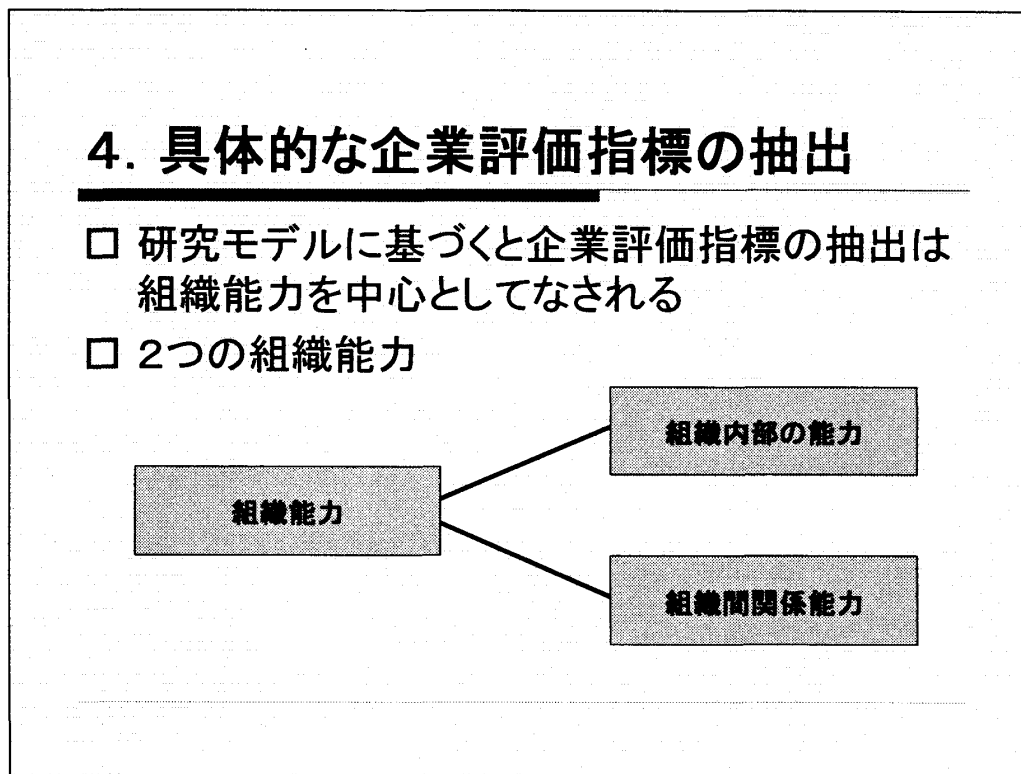 4. 具体的な企業評価指標の抽出
□ 研究モデルに基づくと企業評価指標の抽出は
組織能力を中心としてなされる
□ 2つの組織能力
組織内部の能力
組織能力
組織間関係能力